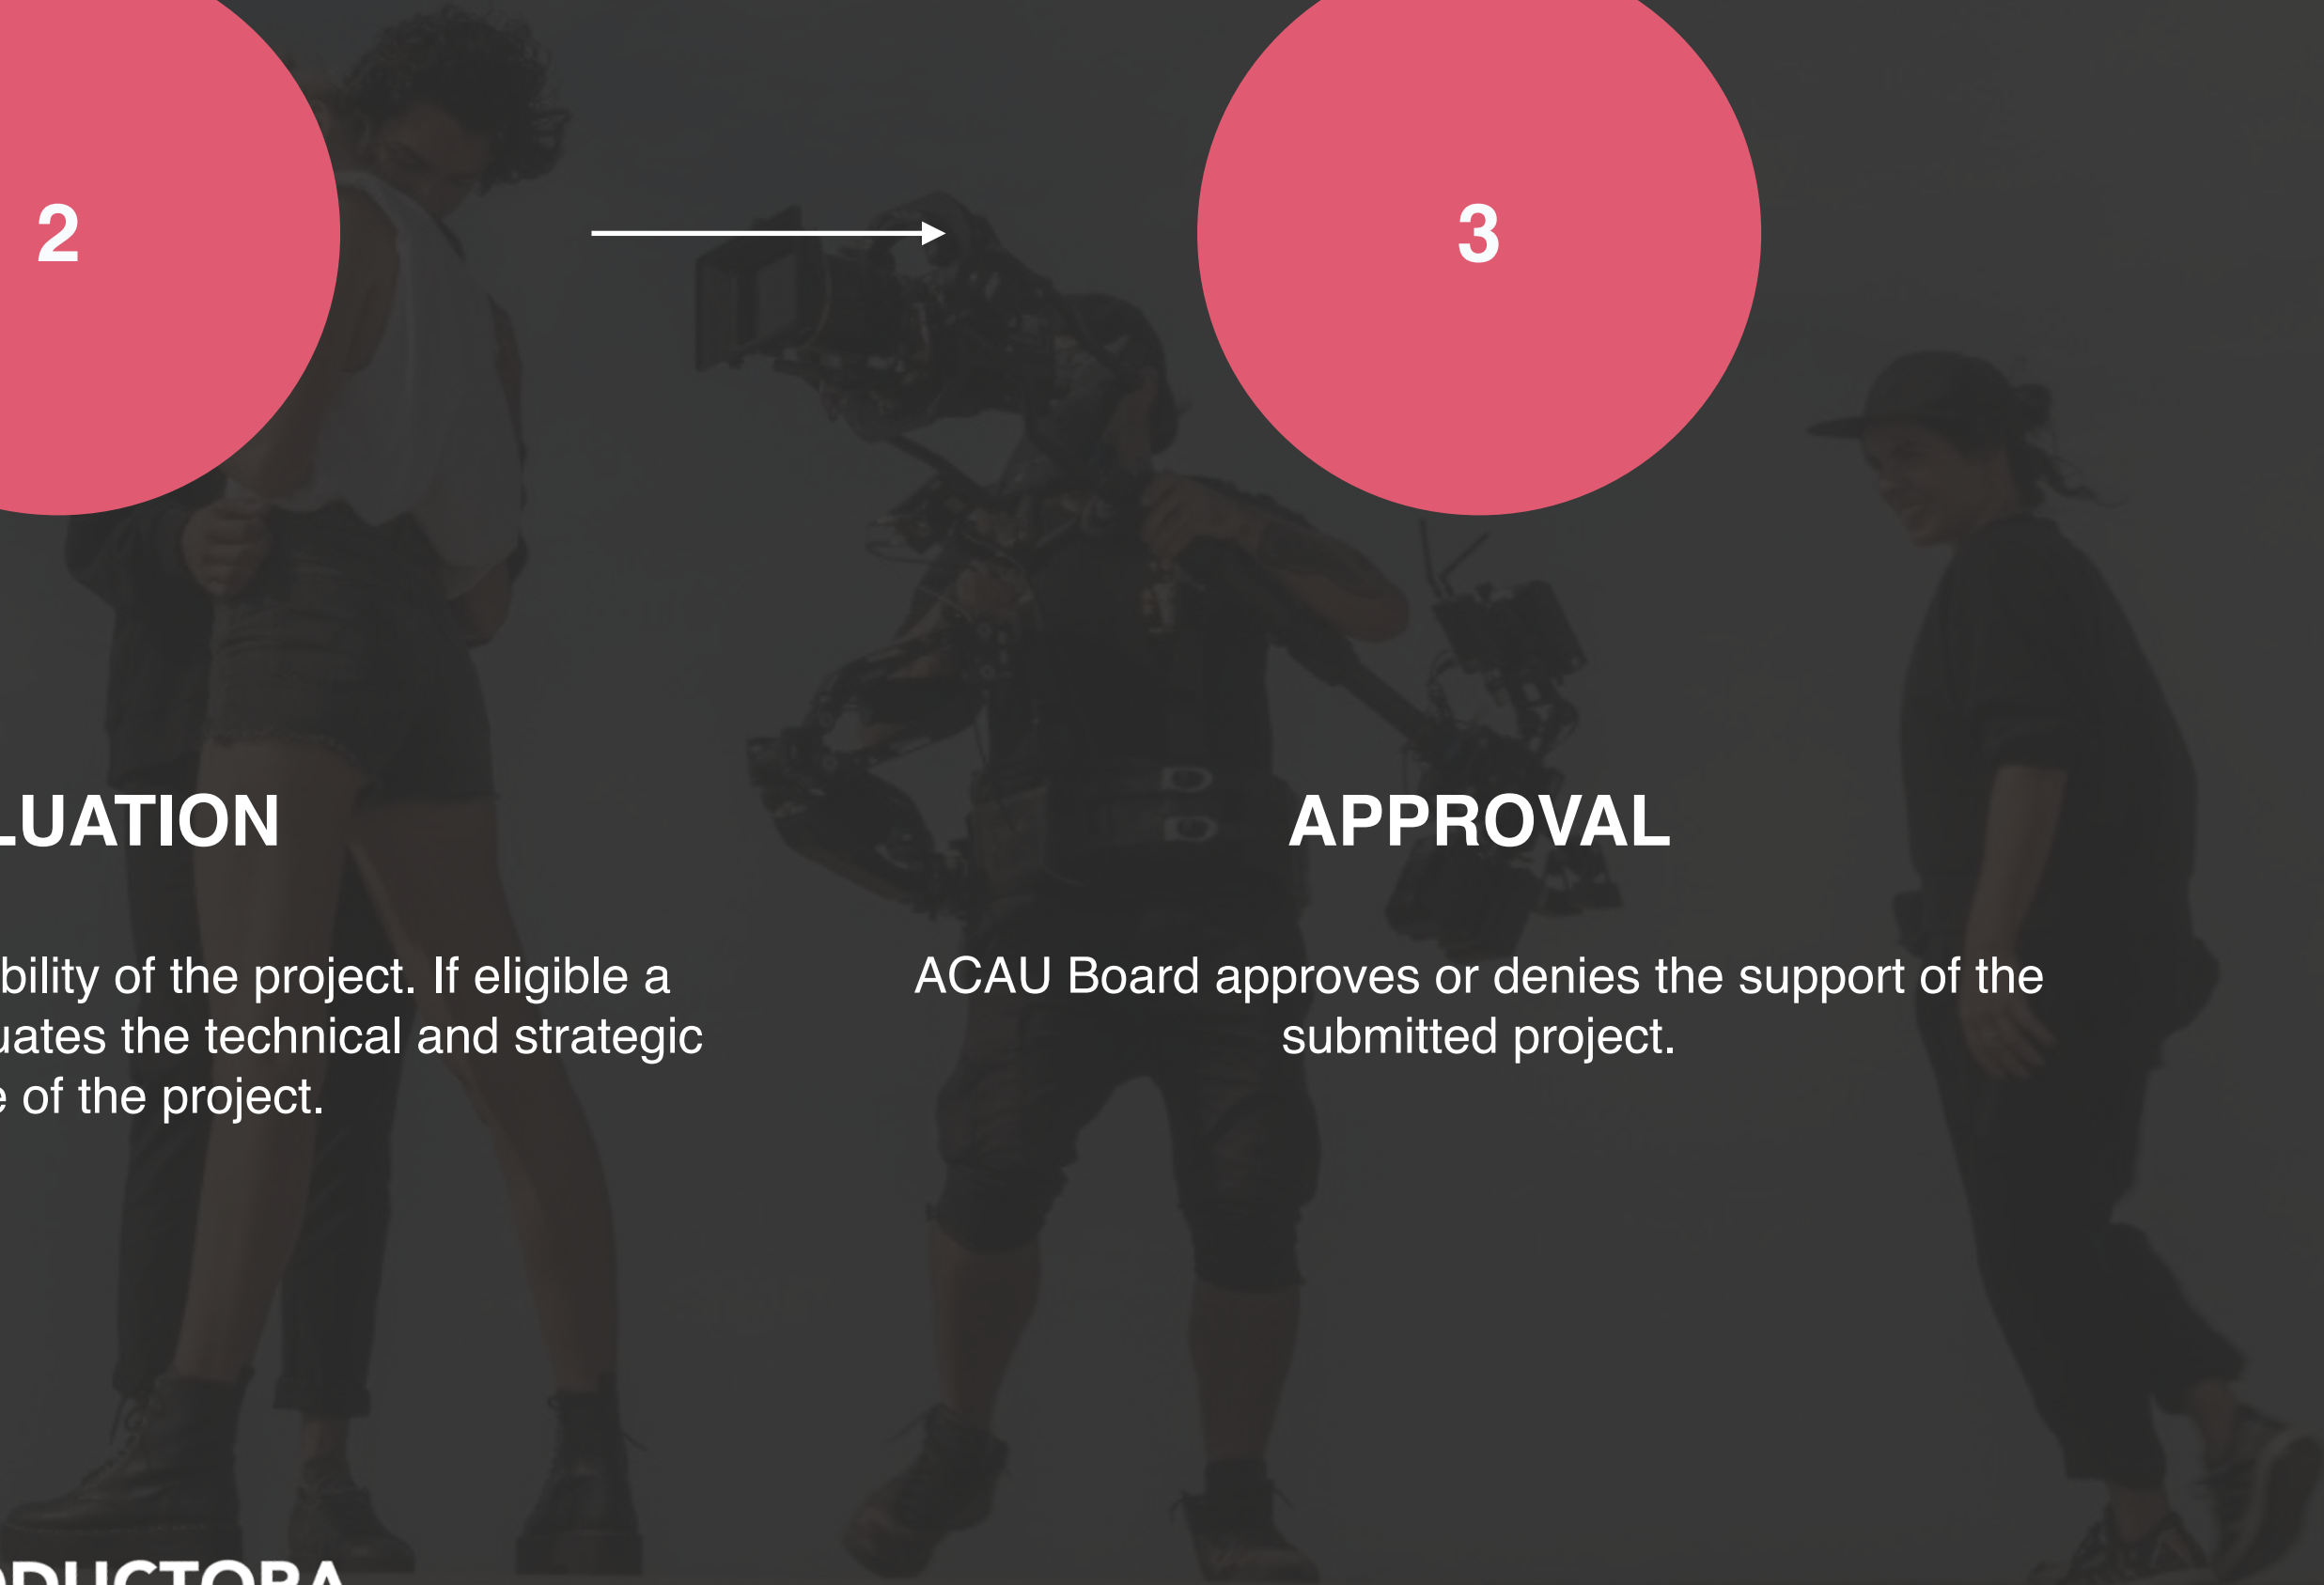 2
3
LUATION
APPROVAL
bility of the project. If eligible a
uates the technical and strategic
e of the project.
ACAU Board approves or denies the support of the
submitted project.
DUCTORA